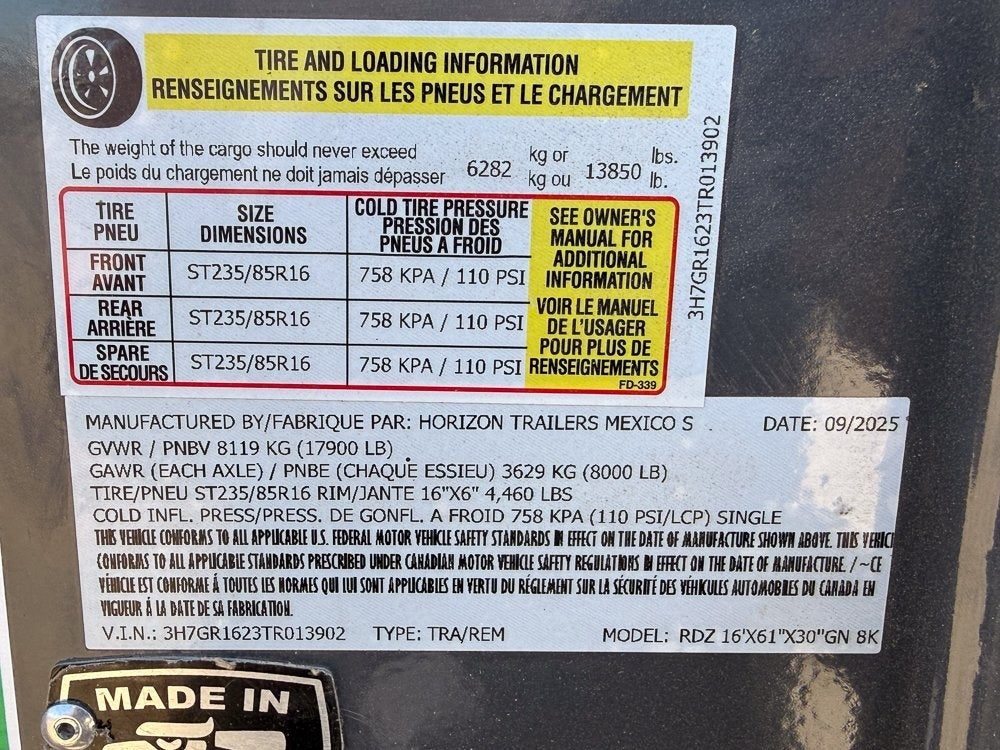 TIRE AND LOADING INFORMATION
RENSEIGNEMENTS SUR LES PNEUS ET LE CHARGEMENT
The weight of the cargo should never exceed 6282 kg or 13850 lbs.
Le poids du chargement ne doit jamais dépasser kg ou lb.
TIRE SIZE COLD TIRE PRESSURE
PNEU DIMENSIONS PRESSION DES
PNEUS A FROID
FRONT
AVANT ST235/85R16 758 KPA / 110 PSI
REAR
ARRIÈRE ST235/85R16 758 KPA / 110 PSI
SPARE
DE SECOURS ST235/85R16 758 KPA / 110 PSI
SEE OWNER'S
MANUAL FOR
ADDITIONAL
INFORMATION
VOIR LE MANUEL
DE L'USAGER
POUR PLUS DE
RENSEIGNEMENTS
FD-339
3H7GR1623TR013902
MANUFACTURED BY/FABRIQUE PAR: HORIZON TRAILERS MEXICO S DATE: 09/2025
GVWR / PNBV 8119 KG (17900 LB)
GAWR (EACH AXLE) / PNBE (CHAQUE ESSIEU) 3629 KG (8000 LB)
TIRE/PNEU ST235/85R16 RIM/JANTE 16"X6" 4,460 LBS
COLD INFL. PRESS/PRESS. DE GONFL. A FROID 758 KPA (110 PSI/LCP) SINGLE
THIS VEHICLE CONFORMS TO ALL APPLICABLE U.S. FEDERAL MOTOR VEHICLE SAFETY STANDARDS IN EFFECT ON THE DATE OF MANUFACTURE SHOWN ABOVE. THIS VEHICL
CONFORMS TO ALL APPLICABLE STANDARDS PRESCRIBED UNDER CANADIAN MOTOR VEHICLE SAFETY REGULATIONS IN EFFECT ON THE DATE OF MANUFACTURE. / ~CE
VÉHICLE EST CONFORME Á TOUTES LES NORMES QUI LUI SONT APPLICABLES EN VERTU DU RÉGLEMENT SUR LA SÉCURITÉ DES VÉHIKULES AUTOMOBILES DU CANADA EN
VIGUEUR Á LA DATE DE SA FABRICATION.
V.I.N.: 3H7GR1623TR013902 TYPE: TRA/REM MODEL: RDZ 16'X61"X30"GN 8K
MADE IN